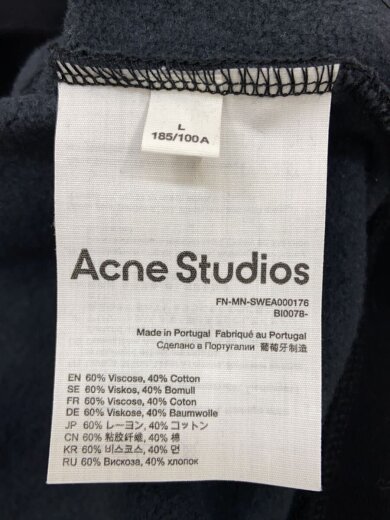 L
185/100A
Acne Studios
FN-MN-SWEA000176
BI0078-
Made in Portugal Fabriqué au Portugal
Сделано в Португалии 葡萄牙制造
EN 60% Viscose, 40% Cotton
SE 60% Viskos, 40% Bomull
FR 60% Viscose, 40% Coton
DE 60% Viskose, 40% Baumwolle
JP 60% レーヨン, 40% コットン
CN 60% 粘胶纤维, 40% 棉
KR 60% 비스코스, 40% 면
RU 60% Вискоза, 40% хлопок